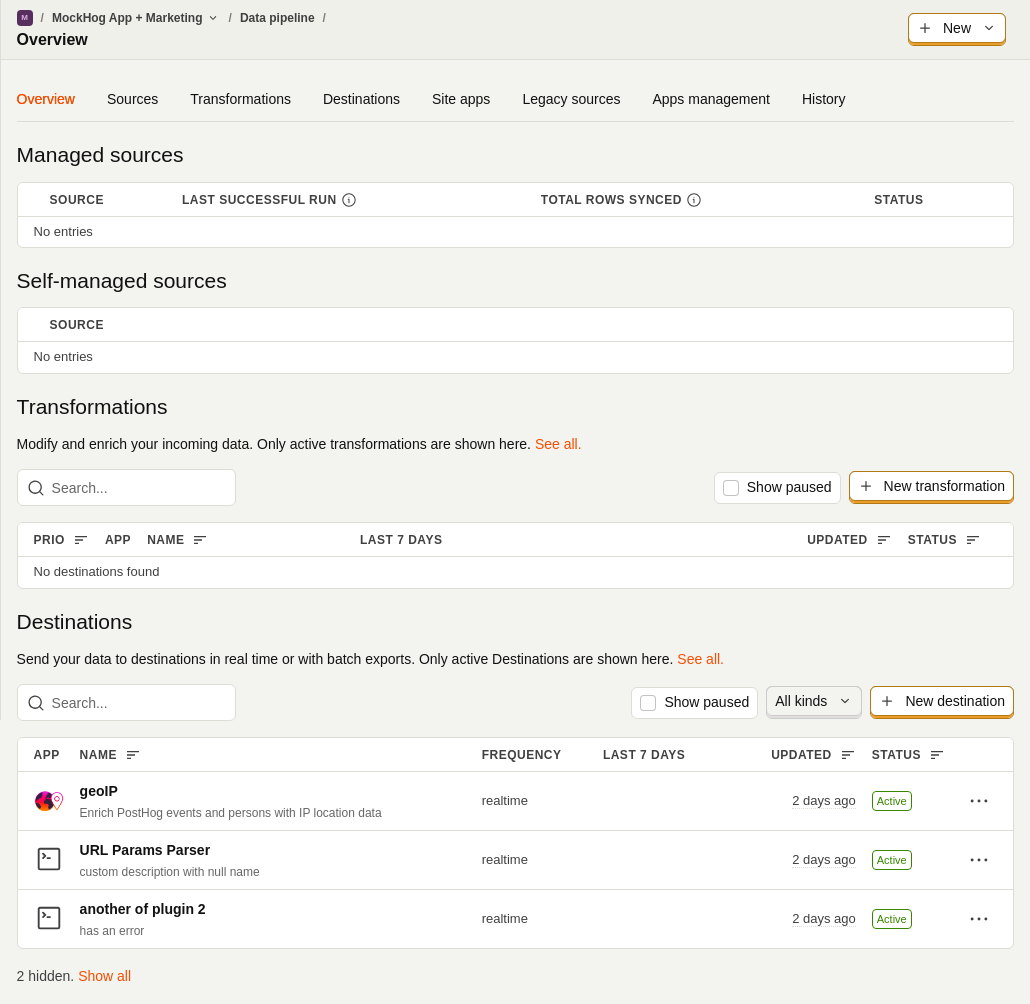 M / MockHog App + Marketing / Data pipeline /
Overview
New
Overview Sources Transformations Destinations Site apps Legacy sources Apps management History
Managed sources
SOURCE LAST SUCCESSFUL RUN TOTAL ROWS SYNCED STATUS
No entries
Self-managed sources
SOURCE
No entries
Transformations
Modify and enrich your incoming data. Only active transformations are shown here. See all.
Search... Show paused New transformation
PRIO APP NAME LAST 7 DAYS UPDATED STATUS
No destinations found
Destinations
Send your data to destinations in real time or with batch exports. Only active Destinations are shown here. See all.
Search... Show paused All kinds New destination
APP NAME FREQUENCY LAST 7 DAYS UPDATED STATUS
geoIP
Enrich PostHog events and persons with IP location data
realtime 2 days ago Active
URL Params Parser
custom description with null name
realtime 2 days ago Active
another of plugin 2
has an error
realtime 2 days ago Active
2 hidden. Show all